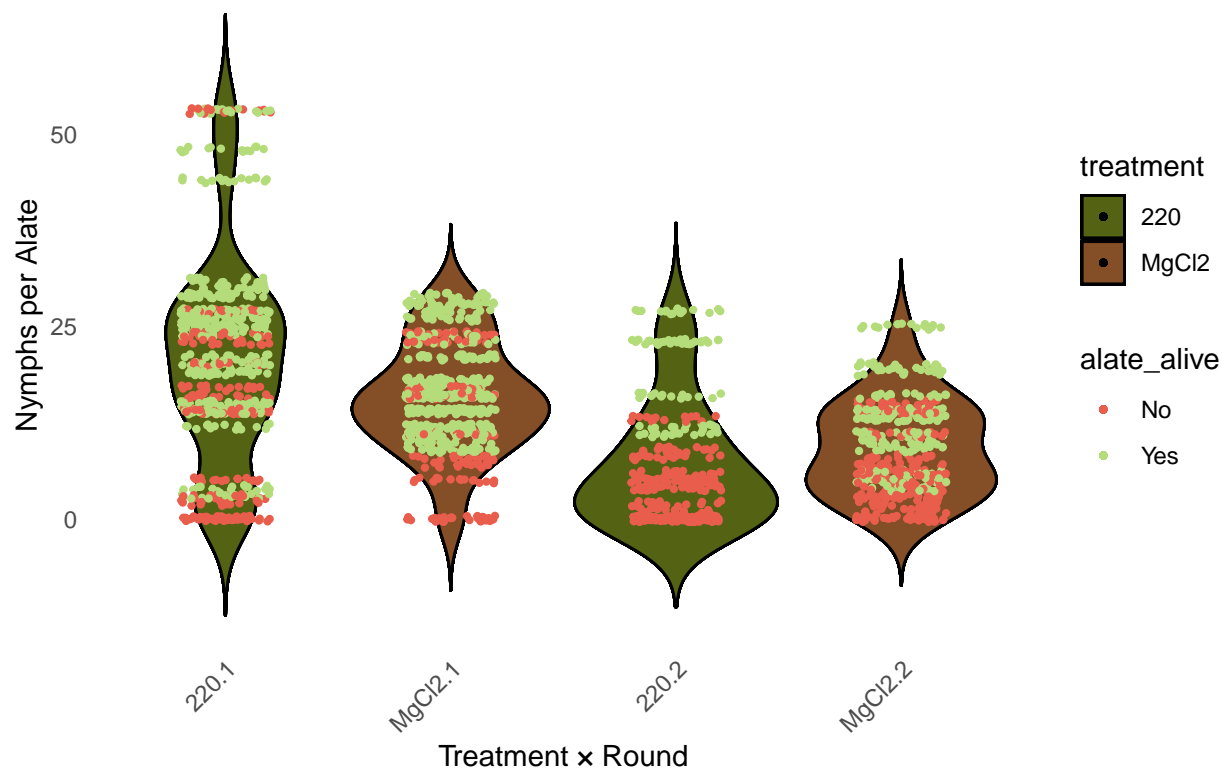 Nymphs per Alate
50
25
0
220.1
MgCl2.1
220.2
MgCl2.2
Treatment × Round
treatment
220
MgCl2
alate_alive
No
Yes